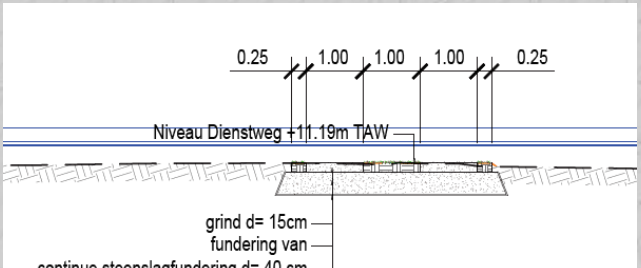 0.25 1.00 1.00 1.00 0.25
Niveau Dienstweg +11.19m TAW
grind d= 15cm
fundering van
continue steenslagfundering d= 40 cm